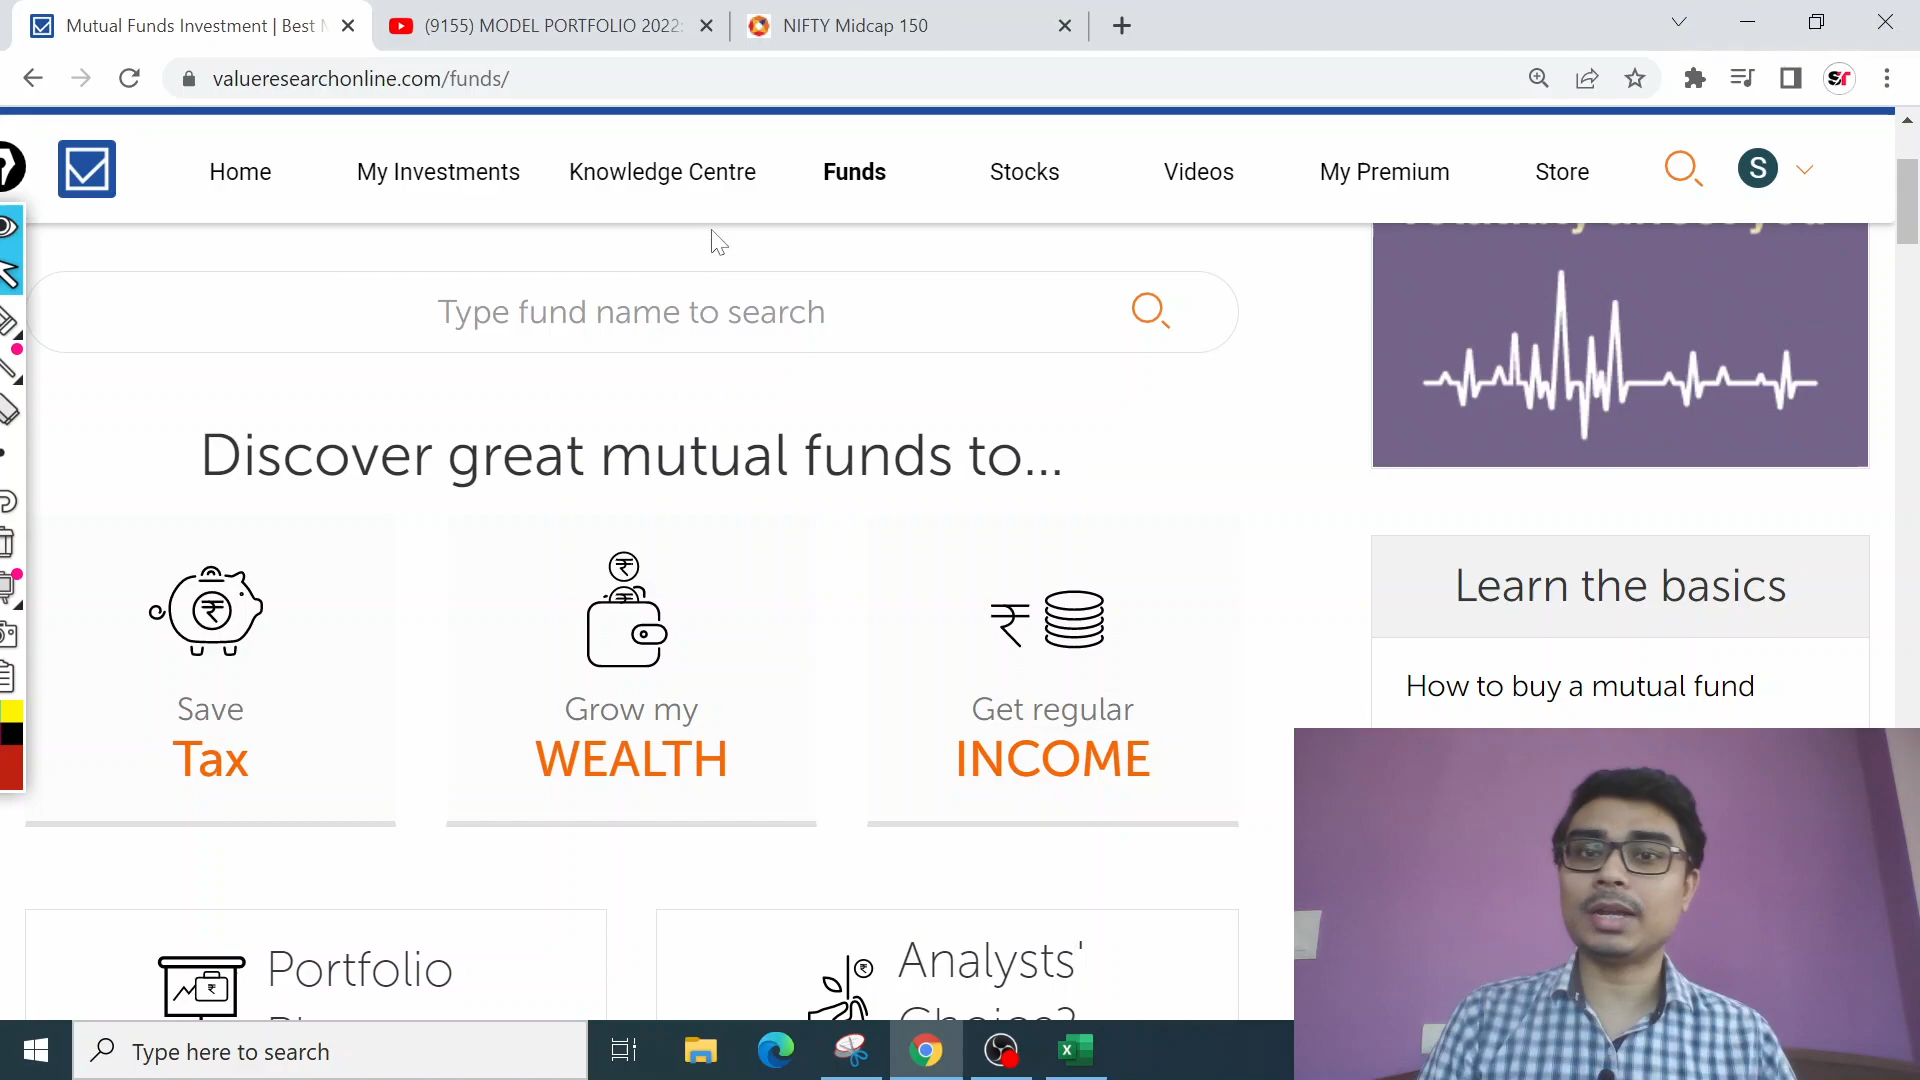 Mutual Funds Investment | Best
(9155) MODEL PORTFOLIO 2022:
NIFTY Midcap 150
valueresearchonline.com/funds/
Home
My Investments
Knowledge Centre
Funds
Stocks
Videos
My Premium
Store
S
Type fund name to search
Discover great mutual funds to...
Save
Tax
Grow my
WEALTH
Get regular
INCOME
Learn the basics
How to buy a mutual fund
Portfolio
Analysts'
Choice?
Type here to search